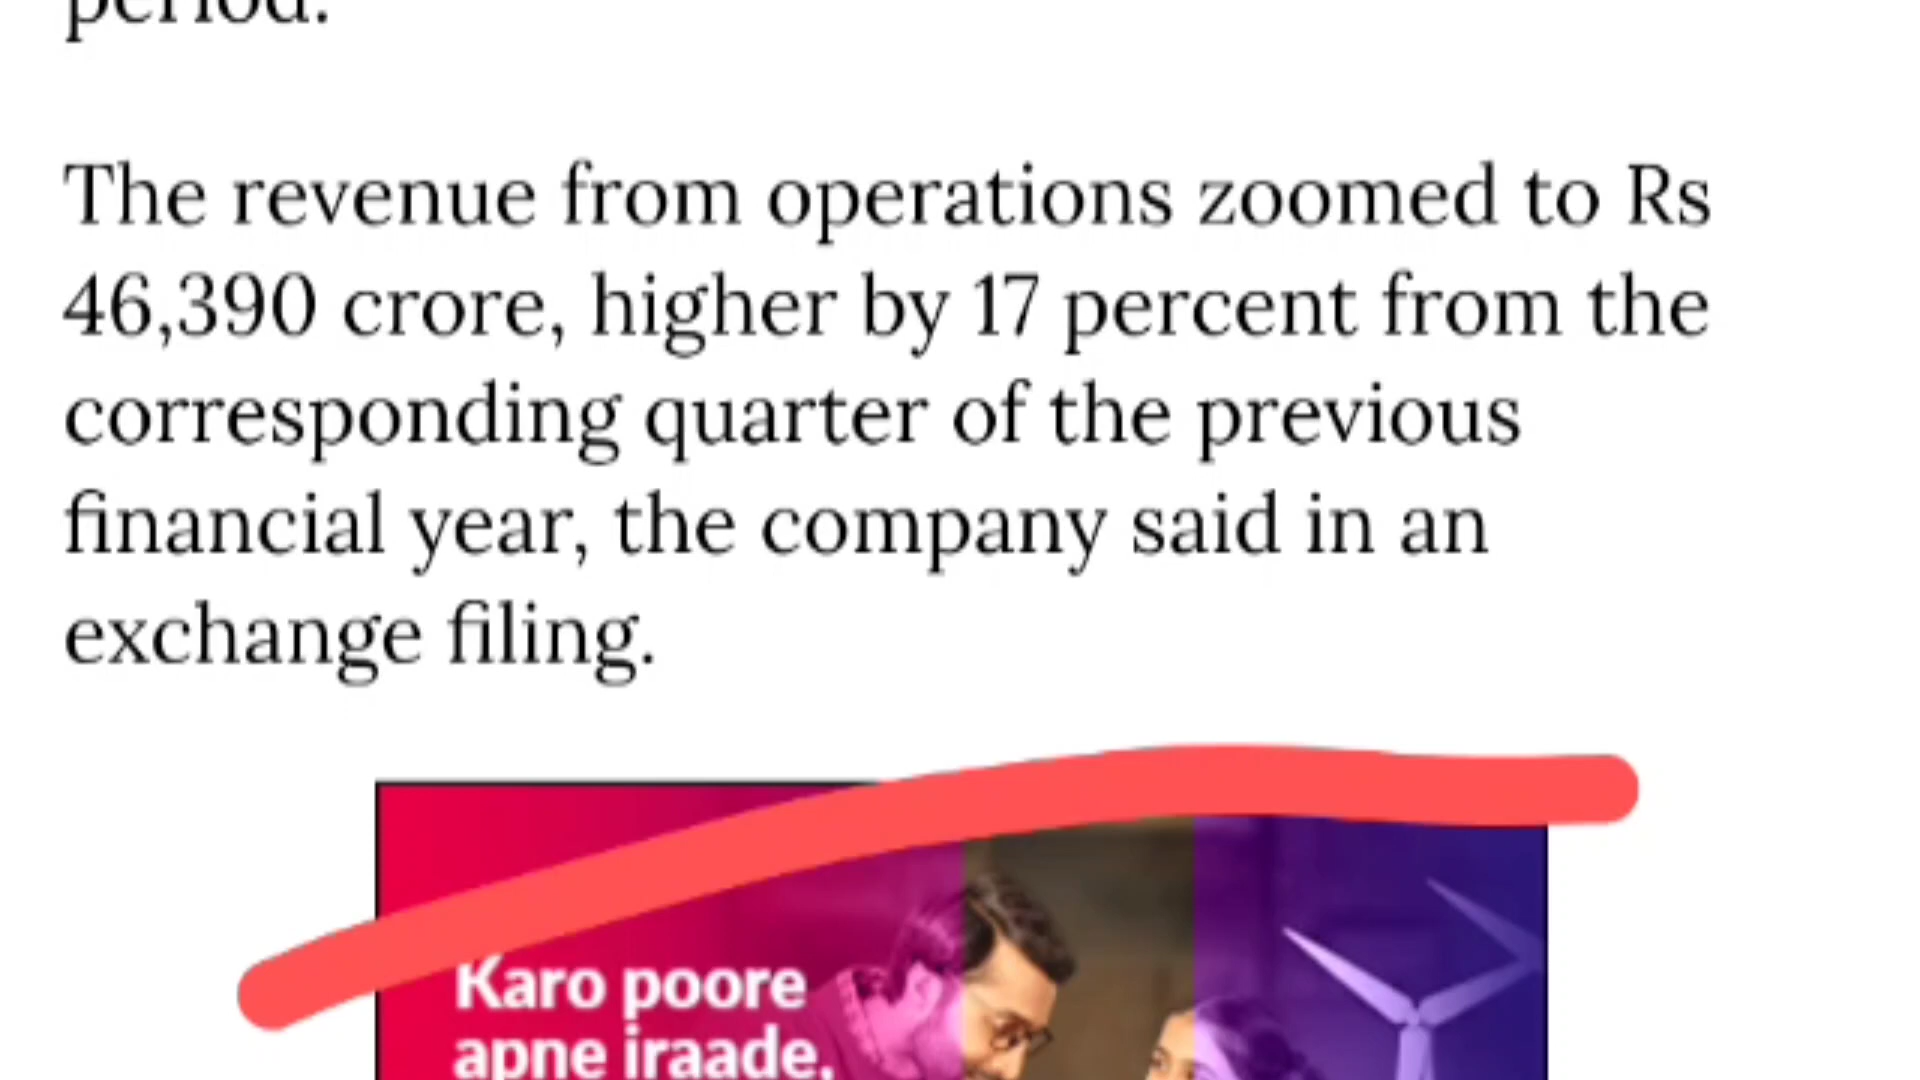 period.
The revenue from operations zoomed to Rs
46,390 crore, higher by 17 percent from the
corresponding quarter of the previous
financial year, the company said in an
exchange filing.
Karo poore
apne iraade,